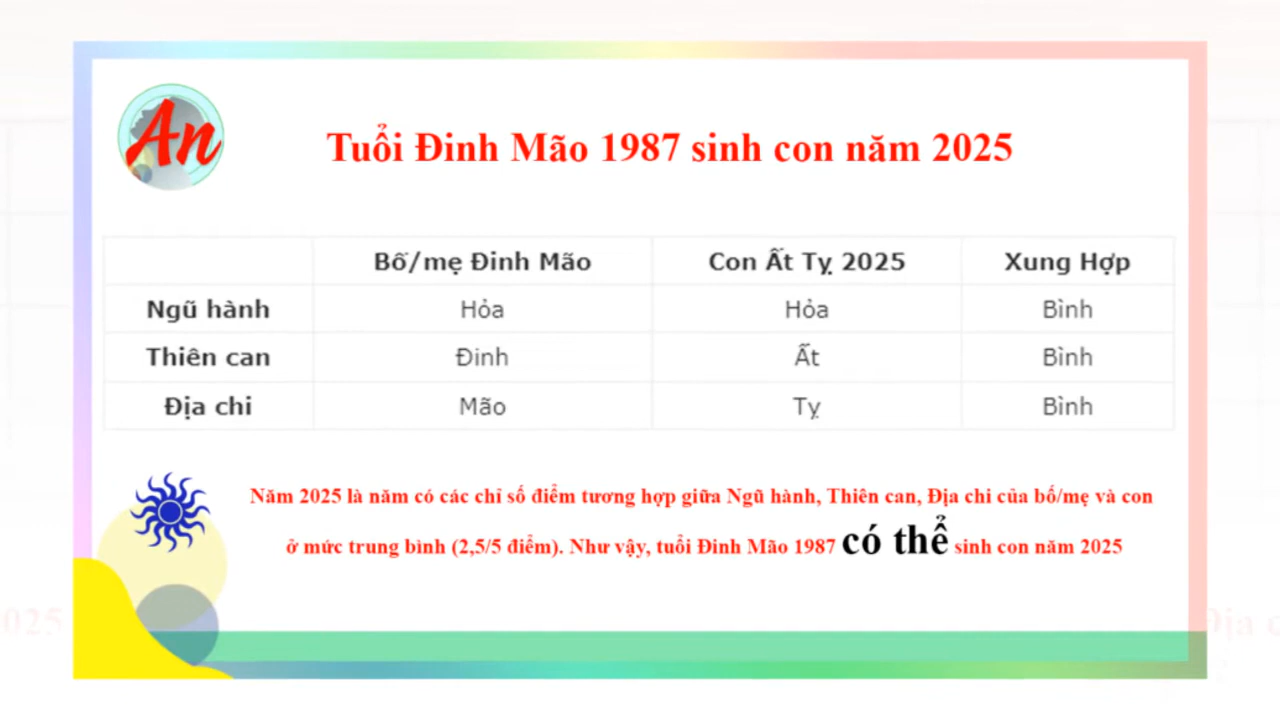 An
Tuổi Đinh Mão 1987 sinh con năm 2025
Bố/mẹ Đinh Mão Con Ất Tỵ 2025 Xung Hợp
Ngũ hành Hỏa Hỏa Bình
Thiên can Đinh Ất Bình
Địa chi Mão Tỵ Bình
Năm 2025 là năm có các chỉ số điểm tương hợp giữa Ngũ hành, Thiên can, Địa chi của bố/mẹ và con
ở mức trung bình (2,5/5 điểm). Như vậy, tuổi Đinh Mão 1987 có thể sinh con năm 2025